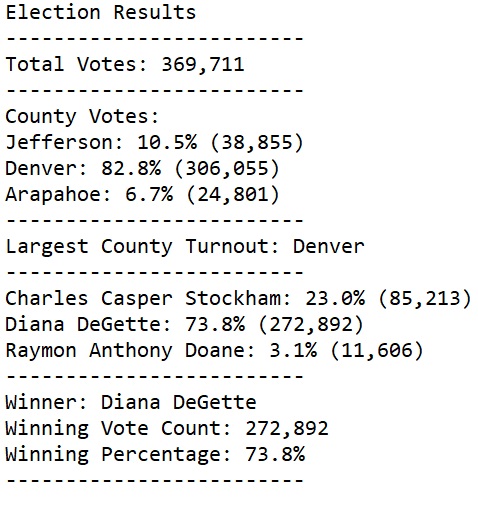 Election Results
-------------------------
Total Votes: 369,711
-------------------------
County Votes:
Jefferson: 10.5% (38,855)
Denver: 82.8% (306,055)
Arapahoe: 6.7% (24,801)
-------------------------
Largest County Turnout: Denver
-------------------------
Charles Casper Stockham: 23.0% (85,213)
Diana DeGette: 73.8% (272,892)
Raymon Anthony Doane: 3.1% (11,606)
-------------------------
Winner: Diana DeGette
Winning Vote Count: 272,892
Winning Percentage: 73.8%
-------------------------